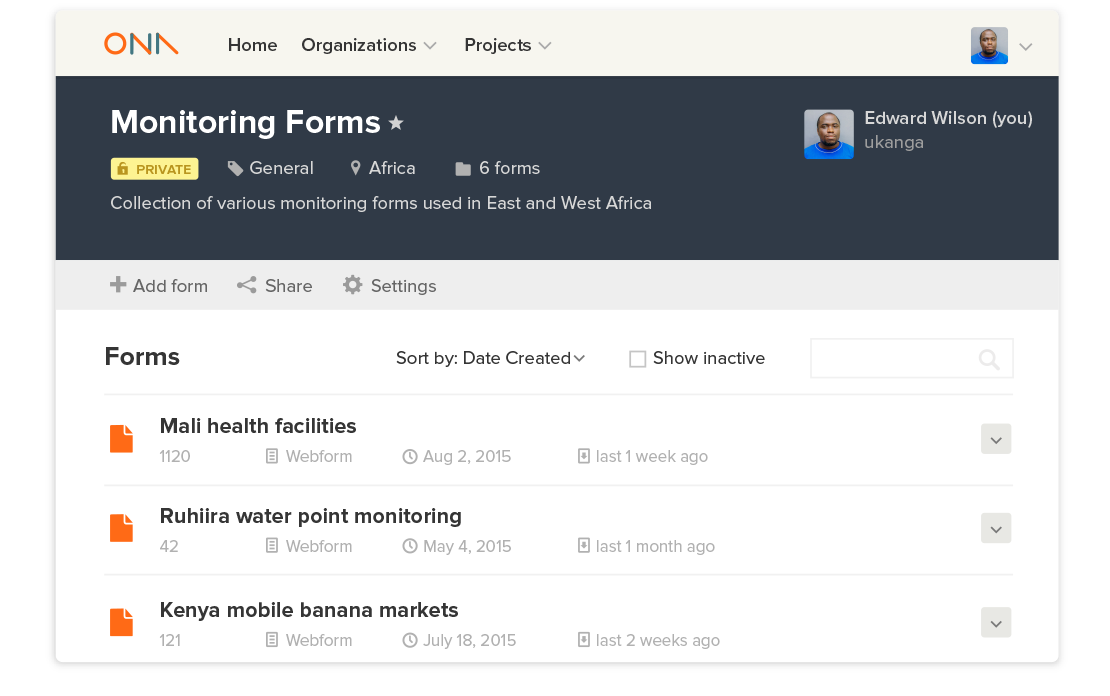 ONA Home Organizations Projects
Monitoring Forms
Edward Wilson (you)
ukanga
PRIVATE General Africa 6 forms
Collection of various monitoring forms used in East and West Africa
Add form Share Settings
Forms Sort by: Date Created Show inactive
Mali health facilities
1120 Webform Aug 2, 2015 last 1 week ago
Ruhiira water point monitoring
42 Webform May 4, 2015 last 1 month ago
Kenya mobile banana markets
121 Webform July 18, 2015 last 2 weeks ago